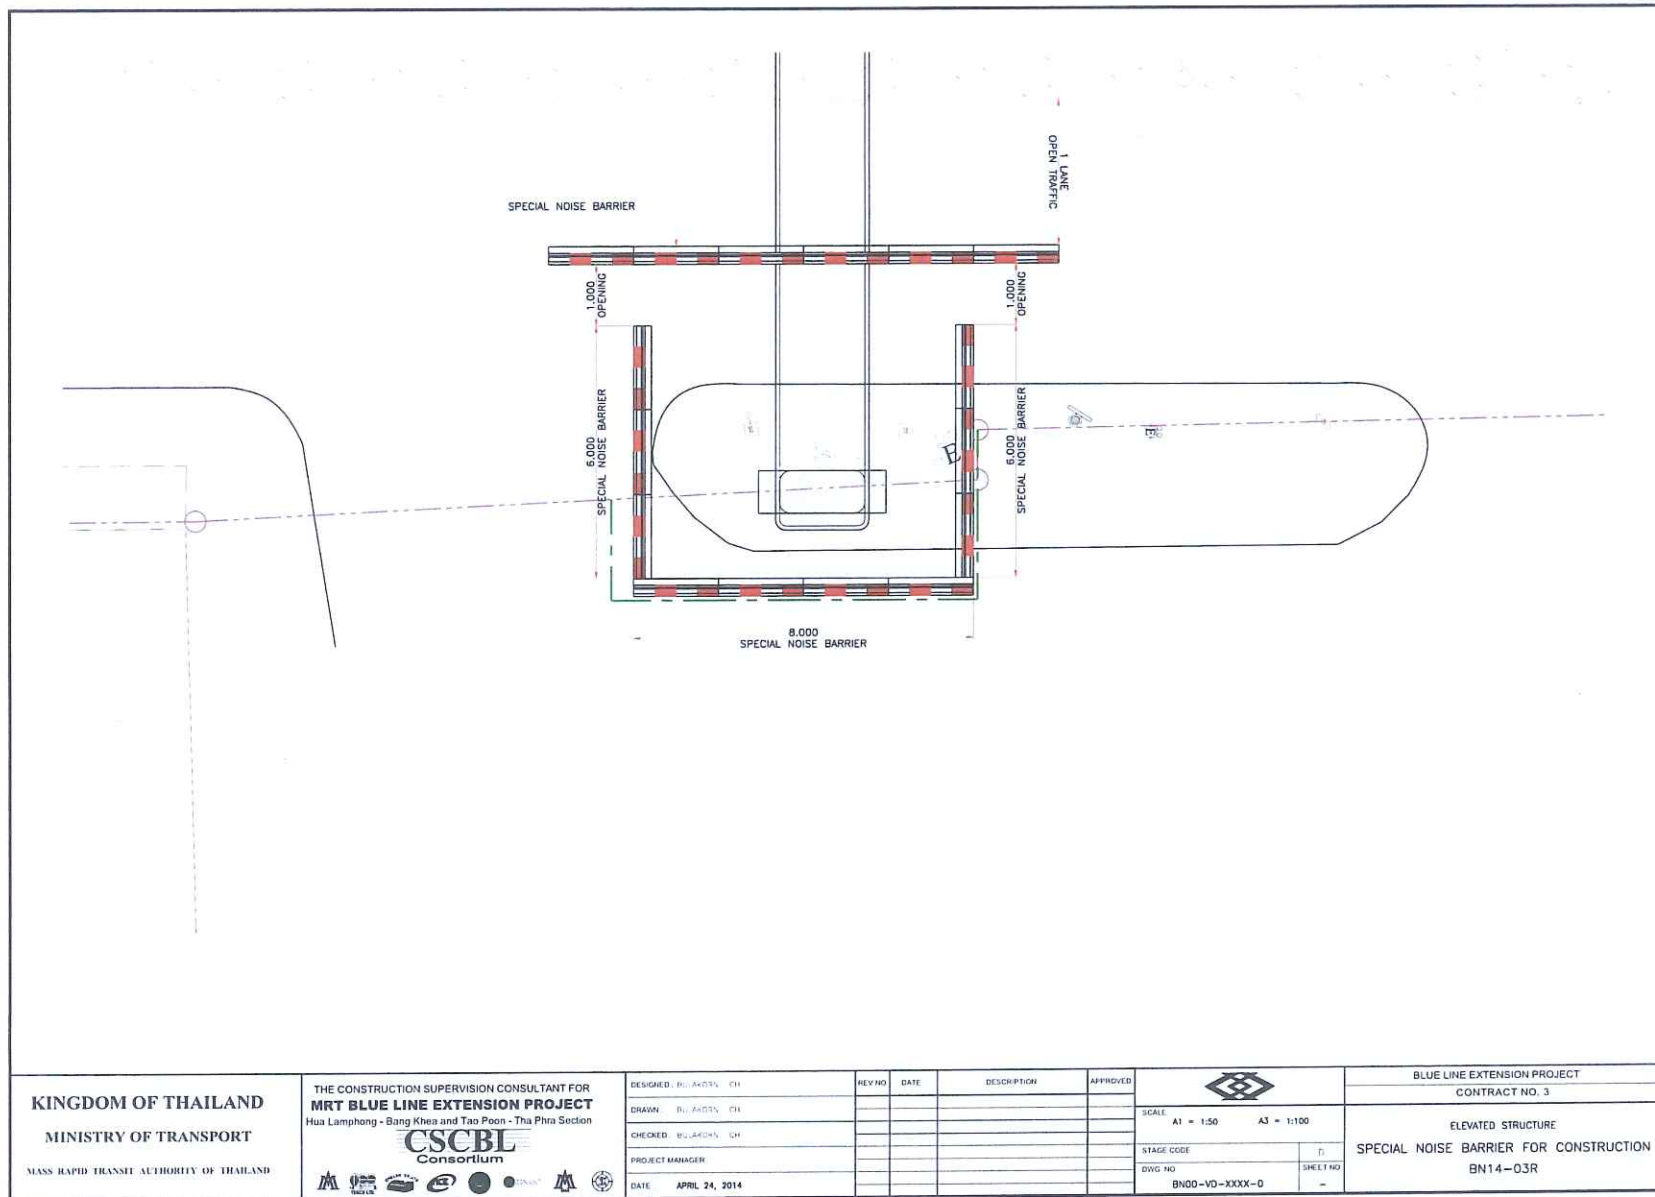 1 LANE
OPEN TRAFFIC
SPECIAL NOISE BARRIER
1.000
OPENING
1.000
OPENING
6.000
SPECIAL NOISE BARRIER
6.000
SPECIAL NOISE BARRIER
E
E
8.000
SPECIAL NOISE BARRIER
KINGDOM OF THAILAND
MINISTRY OF TRANSPORT
MASS RAPID TRANSIT AUTHORITY OF THAILAND
THE CONSTRUCTION SUPERVISION CONSULTANT FOR
MRT BLUE LINE EXTENSION PROJECT
Hua Lamphong - Bang Khea and Tao Poon - Tha Phra Section
CSCBL
Consortium
DESIGNED: CH
DRAWN: CH
CHECKED: CH
PROJECT MANAGER
DATE APRIL 24, 2014
REV NO DATE DESCRIPTION APPROVED
SCALE
A1 = 1:50 A3 = 1:100
STAGE CODE
DWG NO SHEET NO
BN00-VD-XXXX-0 -
BLUE LINE EXTENSION PROJECT
CONTRACT NO. 3
ELEVATED STRUCTURE
SPECIAL NOISE BARRIER FOR CONSTRUCTION
BN14-03R